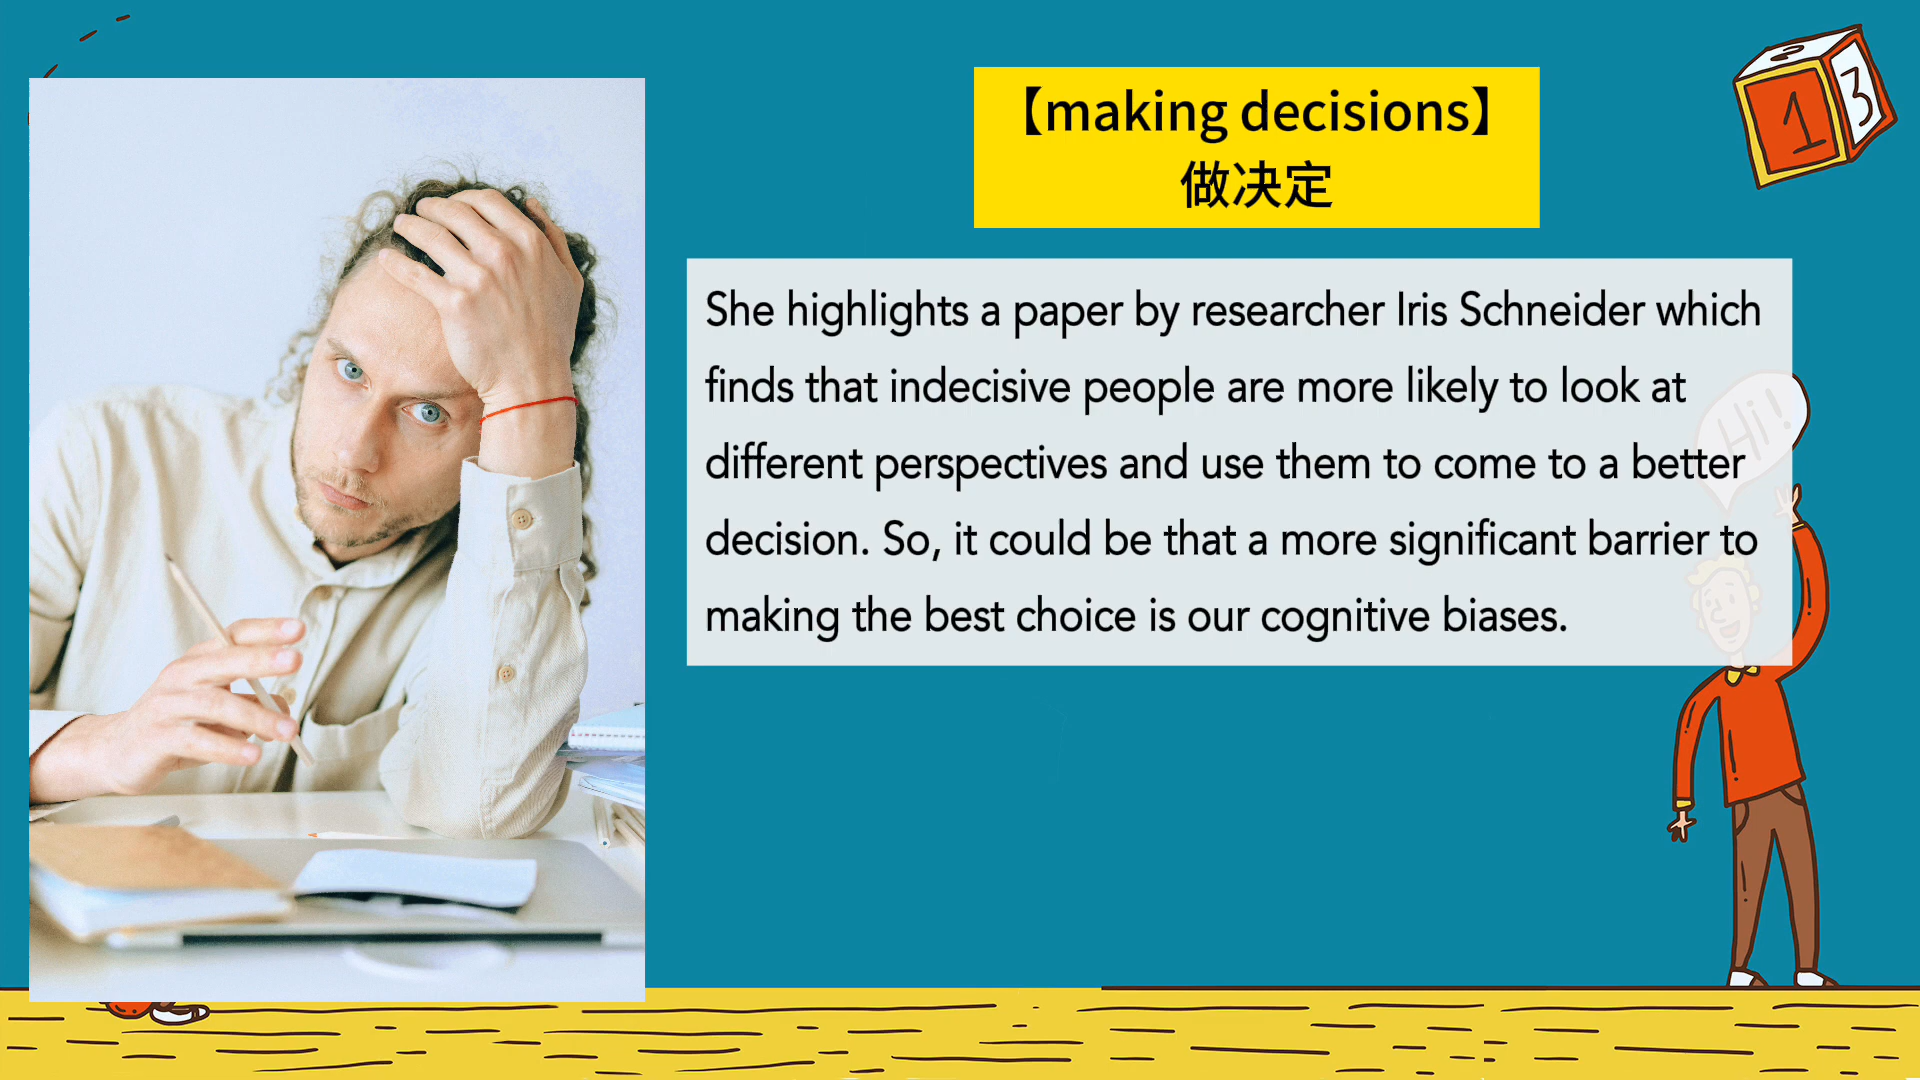 【making decisions】
做决定
1
3
2
She highlights a paper by researcher Iris Schneider which
finds that indecisive people are more likely to look at
different perspectives and use them to come to a better
decision. So, it could be that a more significant barrier to
making the best choice is our cognitive biases.
Hi!